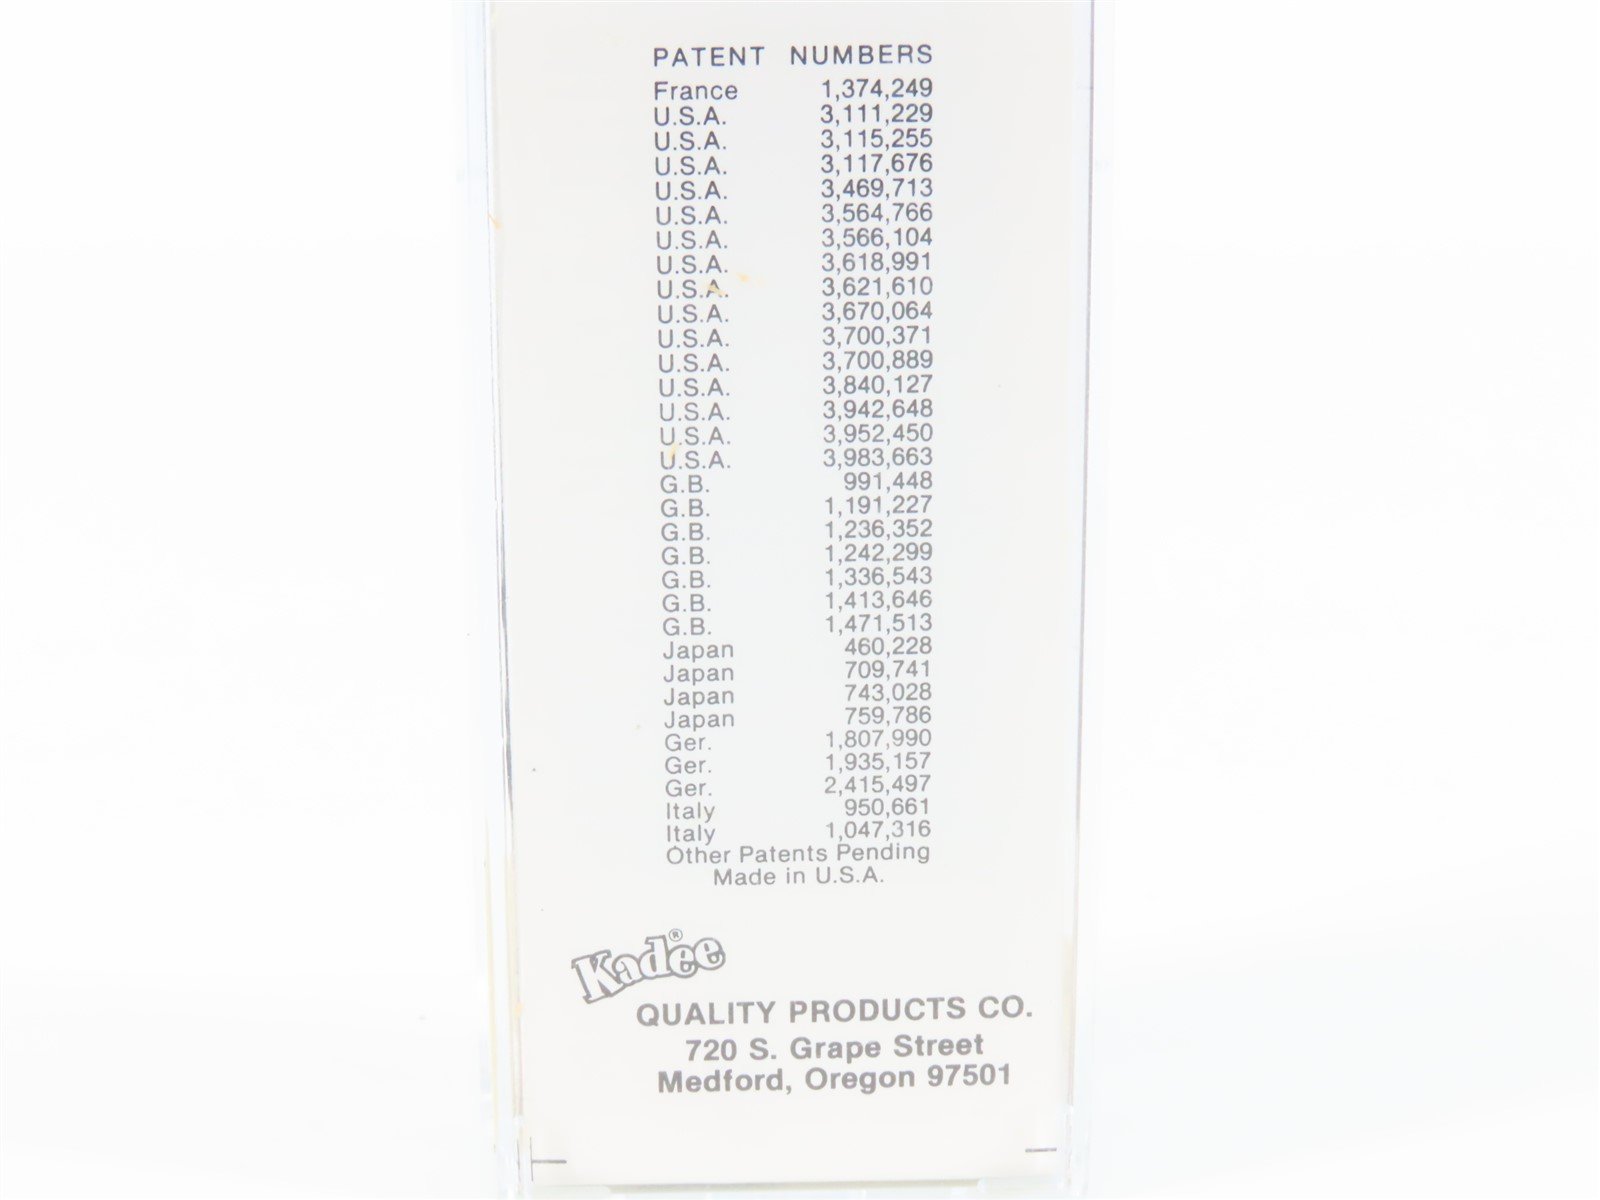 PATENT NUMBERS
France 1,374,249
U.S.A. 3,111,229
U.S.A. 3,115,255
U.S.A. 3,117,676
U.S.A. 3,469,713
U.S.A. 3,564,766
U.S.A. 3,566,104
U.S.A. 3,618,991
U.S.A. 3,621,610
U.S.A. 3,670,064
U.S.A. 3,700,371
U.S.A. 3,700,889
U.S.A. 3,840,127
U.S.A. 3,942,648
U.S.A. 3,952,450
U.S.A. 3,983,663
G.B. 991,448
G.B. 1,191,227
G.B. 1,236,352
G.B. 1,242,299
G.B. 1,336,543
G.B. 1,413,646
G.B. 1,471,513
Japan 460,228
Japan 709,741
Japan 743,028
Japan 759,786
Ger. 1,807,990
Ger. 1,935,157
Ger. 2,415,497
Italy 950,661
Italy 1,047,316
Other Patents Pending
Made in U.S.A.
Kadee®
QUALITY PRODUCTS CO.
720 S. Grape Street
Medford, Oregon 97501